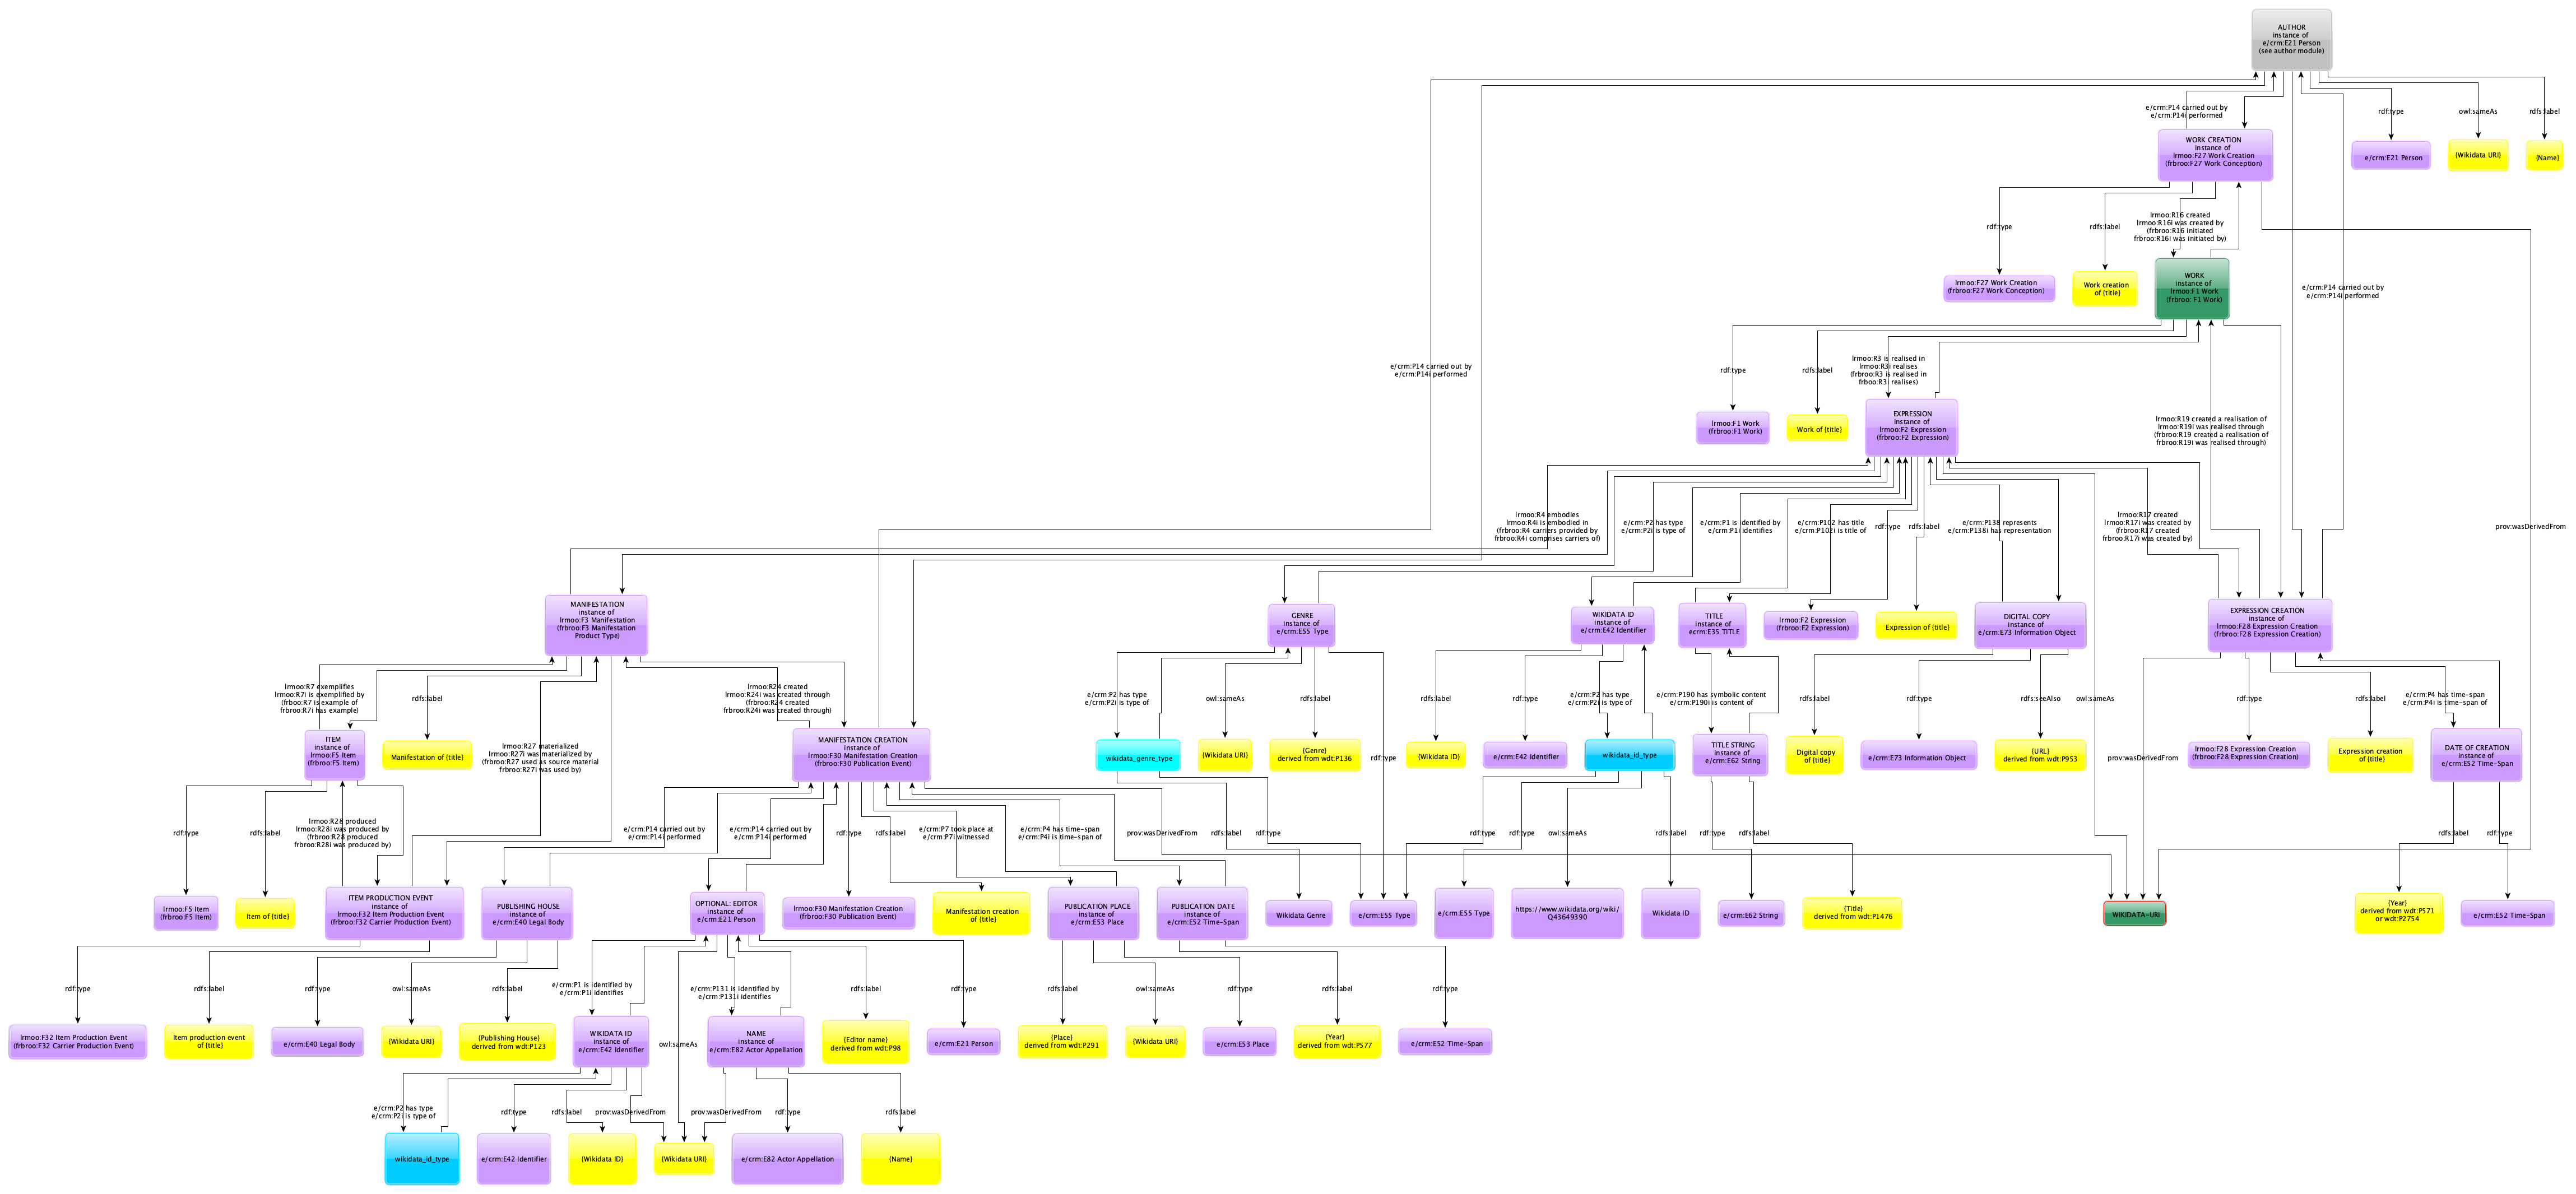 AUTHOR
instance of
e/crm:E21 Person
(see author module)
e/crm:P14 carried out by
e/crm:P14i performed
rdf:type
owl:sameAs
rdfs:label
WORK CREATION
instance of
lrmoo:F27 Work Creation
(frbroo:F27 Work Conception)
e/crm:E21 Person
{Wikidata URI}
{Name}
rdf:type
rdfs:label
lrmoo:R16 created
lrmoo:R16i was created by
(frbroo:R16 initiated
frbroo:R16i was initiated by)
lrmoo:F27 Work Creation
(frbroo:F27 Work Conception)
Work creation
of {title}
WORK
instance of
lrmoo:F1 Work
(frbroo: F1 Work)
e/crm:P14 carried out by
e/crm:P14i performed
e/crm:P14 carried out by
e/crm:P14i performed
rdf:type
rdfs:label
lrmoo:R3 is realised in
lrmoo:R3i realises
(frbroo:R3 is realised in
frboo:R3i realises)
lrmoo:F1 Work
(frbroo:F1 Work)
Work of {title}
EXPRESSION
instance of
lrmoo:F2 Expression
(frbroo:F2 Expression)
lrmoo:R19 created a realisation of
lrmoo:R19i was realised through
(frbroo:R19 created a realisation of
frbroo:R19i was realised through)
lrmoo:R4 embodies
lrmoo:R4i is embodied in
(frbroo:R4 carriers provided by
frbroo:R4i comprises carriers of)
e/crm:P2 has type
e/crm:P2i is type of
e/crm:P1 is identified by
e/crm:P1i identifies
e/crm:P102 has title
e/crm:P102i is title of
rdf:type
rdfs:label
e/crm:P138 represents
e/crm:P138i has representation
lrmoo:R17 created
lrmoo:R17i was created by
(frbroo:R17 created
frbroo:R17i was created by)
prov:wasDerivedFrom
MANIFESTATION
instance of
lrmoo:F3 Manifestation
(frbroo:F3 Manifestation
Product Type)
GENRE
instance of
e/crm:E55 Type
WIKIDATA ID
instance of
e/crm:E42 Identifier
TITLE
instance of
ecrm:E35 TITLE
lrmoo:F2 Expression
(frbroo:F2 Expression)
Expression of {title}
DIGITAL COPY
instance of
e/crm:E73 Information Object
EXPRESSION CREATION
instance of
lrmoo:F28 Expression Creation
(frbroo:F28 Expression Creation)
lrmoo:R7 exemplifies
lrmoo:R7i is exemplified by
(frbroo:R7 is example of
frbroo:R7i has example)
rdfs:label
lrmoo:R24 created
lrmoo:R24i was created through
(frbroo:R24 created
frbroo:R24i was created through)
e/crm:P2 has type
e/crm:P2i is type of
owl:sameAs
rdfs:label
rdfs:label
rdf:type
e/crm:P2 has type
e/crm:P2i is type of
e/crm:P190 has symbolic content
e/crm:P190i is content of
rdfs:label
rdf:type
rdfs:seeAlso
owl:sameAs
rdf:type
rdfs:label
e/crm:P4 has time-span
e/crm:P4i is time-span of
ITEM
instance of
lrmoo:F5 Item
(frbroo:F5 Item)
Manifestation of {title}
lrmoo:R27 materialized
lrmoo:R27i was materialized by
(frbroo:R27 used as source material
frbroo:R27i was used by)
MANIFESTATION CREATION
instance of
lrmoo:F30 Manifestation Creation
(frbroo:F30 Publication Event)
wikidata_genre_type
{Wikidata URI}
{Genre}
derived from wdt:P136
rdf:type
{Wikidata ID}
e/crm:E42 Identifier
wikidata_id_type
TITLE STRING
instance of
e/crm:E62 String
Digital copy
of {title}
e/crm:E73 Information Object
{URL}
derived from wdt:P953
prov:wasDerivedFrom
lrmoo:F28 Expression Creation
(frbroo:F28 Expression Creation)
Expression creation
of {title}
DATE OF CREATION
instance of
e/crm:E52 Time-Span
rdf:type
rdfs:label
lrmoo:R28 produced
lrmoo:R28i was produced by
(frbroo:R28 produced
frbroo:R28i was produced by)
e/crm:P14 carried out by
e/crm:P14i performed
e/crm:P14 carried out by
e/crm:P14i performed
rdf:type
rdfs:label
e/crm:P7 took place at
e/crm:P7i witnessed
e/crm:P4 has time-span
e/crm:P4i is time-span of
prov:wasDerivedFrom
rdfs:label
rdf:type
rdf:type
rdf:type
owl:sameAs
rdfs:label
rdf:type
rdfs:label
rdfs:label
rdf:type
lrmoo:F5 Item
(frbroo:F5 Item)
Item of {title}
ITEM PRODUCTION EVENT
instance of
lrmoo:F32 Item Production Event
(frbroo:F32 Carrier Production Event)
PUBLISHING HOUSE
instance of
e/crm:E40 Legal Body
OPTIONAL: EDITOR
instance of
e/crm:E21 Person
lrmoo:F30 Manifestation Creation
(frbroo:F30 Publication Event)
Manifestation creation
of {title}
PUBLICATION PLACE
instance of
e/crm:E53 Place
PUBLICATION DATE
instance of
e/crm:E52 Time-Span
Wikidata Genre
e/crm:E55 Type
e/crm:E55 Type
https://www.wikidata.org/wiki/
Q43649390
Wikidata ID
e/crm:E62 String
{Title}
derived from wdt:P1476
WIKIDATA-URI
{Year}
derived from wdt:P571
or wdt:P2754
e/crm:E52 Time-Span
rdf:type
rdfs:label
rdf:type
owl:sameAs
rdfs:label
e/crm:P1 is identified by
e/crm:P1i identifies
e/crm:P131 is identified by
e/crm:P131i identifies
rdfs:label
rdf:type
rdfs:label
owl:sameAs
rdf:type
rdfs:label
rdf:type
lrmoo:F32 Item Production Event
(frbroo:F32 Carrier Production Event)
Item production event
of {title}
e/crm:E40 Legal Body
{Wikidata URI}
{Publishing House}
derived from wdt:P123
WIKIDATA ID
instance of
e/crm:E42 Identifier
owl:sameAs
NAME
instance of
e/crm:E82 Actor Appellation
{Editor name}
derived from wdt:P98
e/crm:E21 Person
{Place}
derived from wdt:P291
{Wikidata URI}
e/crm:E53 Place
{Year}
derived from wdt:P577
e/crm:E52 Time-Span
e/crm:P2 has type
e/crm:P2i is type of
rdf:type
rdfs:label
prov:wasDerivedFrom
prov:wasDerivedFrom
rdf:type
rdfs:label
wikidata_id_type
e/crm:E42 Identifier
{Wikidata ID}
{Wikidata URI}
e/crm:E82 Actor Appellation
{Name}